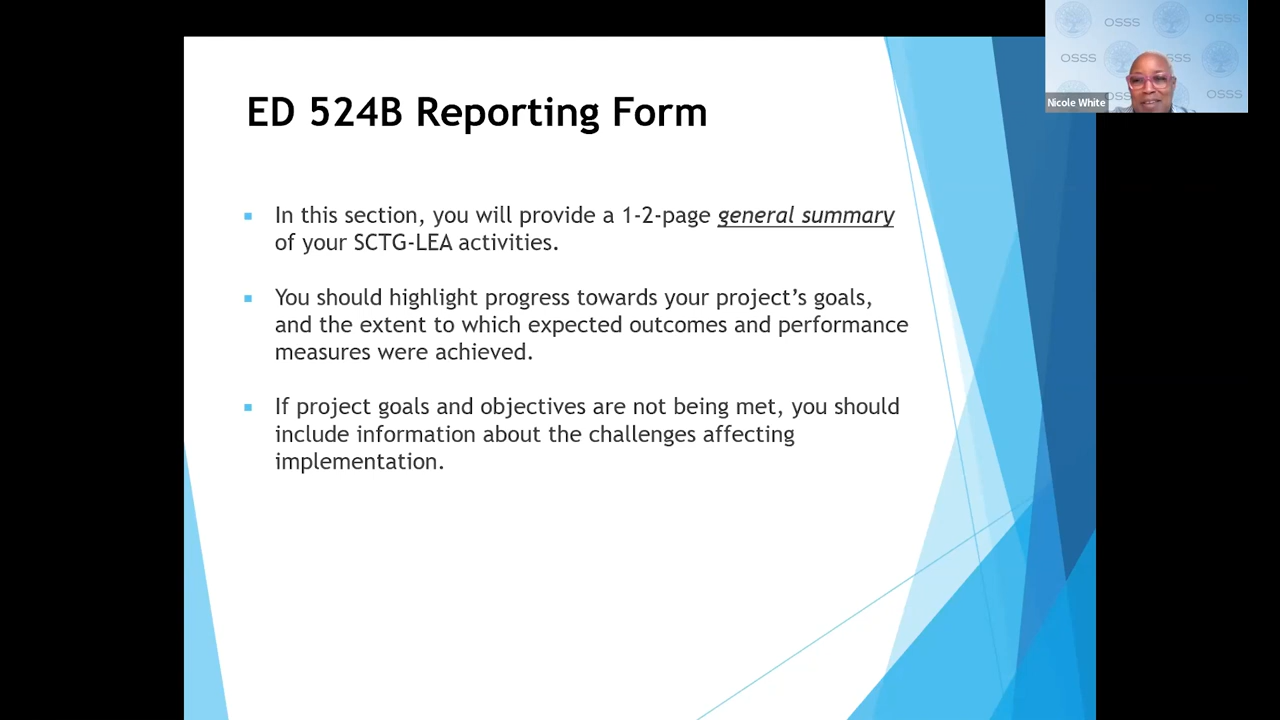 ED 524B Reporting Form
In this section, you will provide a 1-2-page general summary
of your SCTG-LEA activities.
You should highlight progress towards your project’s goals,
and the extent to which expected outcomes and performance
measures were achieved.
If project goals and objectives are not being met, you should
include information about the challenges affecting
implementation.
OSSS
OSSS
OSSS
OSSS
Nicole White